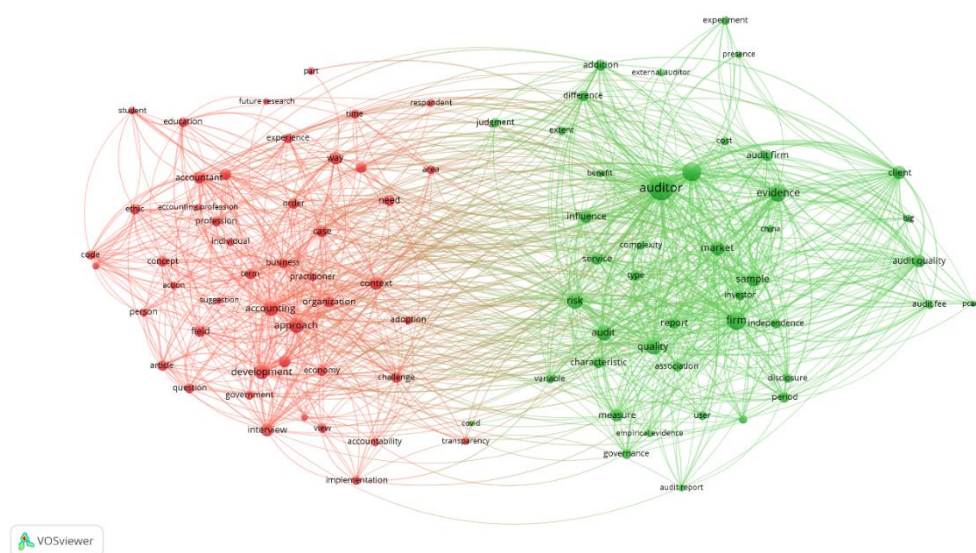 experiment
presence
addition
external auditor
part
difference
future research
respondent
student
time
education
judgment
extent
experience
cost
way
audit firm
area
benefit
client
accountant
auditor
evidence
need
order
ethic
accounting profession
influence
big
profession
china
case
individual
complexity
market
code
concept
business
service
audit quality
term
practitioner
type
sample
context
action
investor
suggestion
organization
risk
audit fee
person
accounting
adoption
report
firm
independence
approach
field
audit
quality
article
development
economy
challenge
characteristic
association
variable
disclosure
question
government
period
interview
view
covid
measure
user
accountability
transparency
empirical evidence
governance
implementation
audit report
VOSviewer